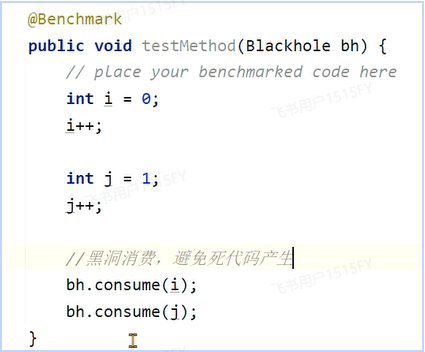 @Benchmark
public void testMethod(Blackhole bh) {
// place your benchmarked code here
int i = 0;
i++;
int j = 1;
j++;
//黑洞消费，避免死代码产生
bh.consume(i);
bh.consume(j);
}
飞书用户1515FY
飞书用户1515FY
飞书用户1515FY
飞书用户1515FY